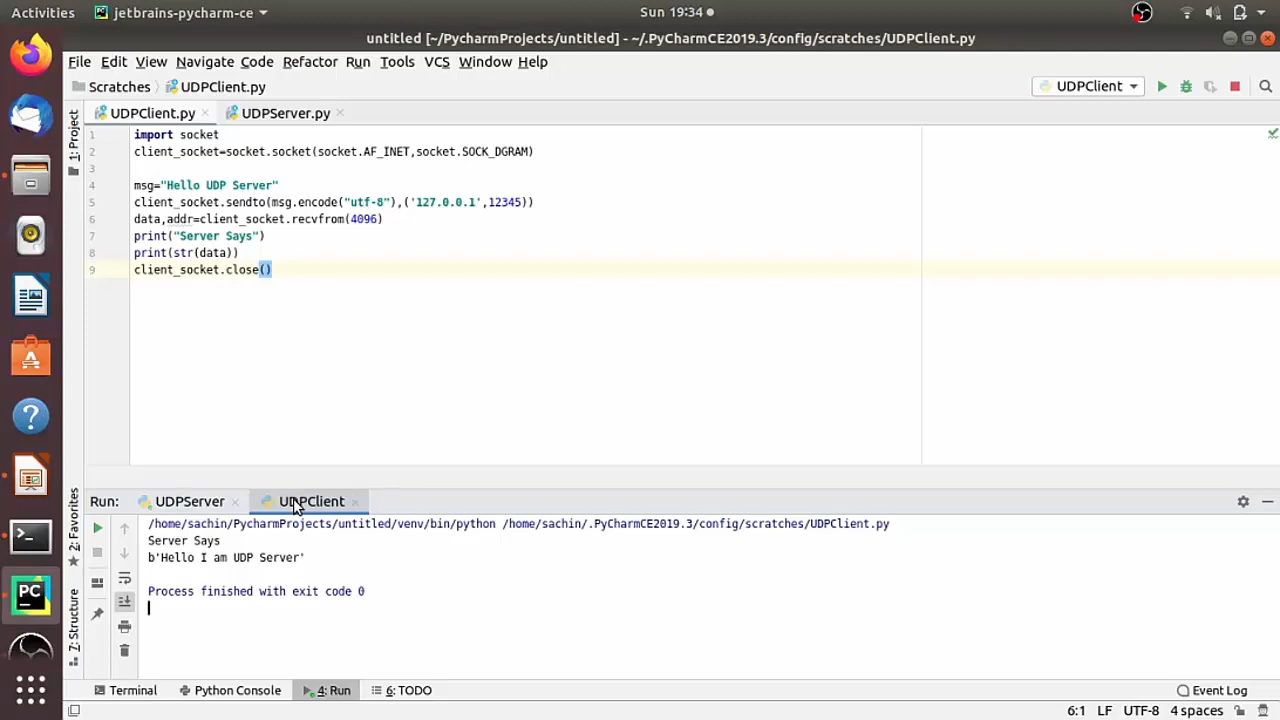 Activities jetbrains-pycharm-ce Sun 19:34
untitled [~/PycharmProjects/untitled] - ~/.PyCharmCE2019.3/config/scratches/UDPClient.py
File Edit View Navigate Code Refactor Run Tools VCS Window Help
Scratches UDPClient.py UDPClient
UDPClient.py UDPServer.py
1: Project
1 import socket
2 client_socket=socket.socket(socket.AF_INET,socket.SOCK_DGRAM)
3
4 msg="Hello UDP Server"
5 client_socket.sendto(msg.encode("utf-8"),('127.0.0.1',12345))
6 data,addr=client_socket.recvfrom(4096)
7 print("Server Says")
8 print(str(data))
9 client_socket.close()
Run: UDPServer UDPClient
2: Favorites
7: Structure
/home/sachin/PycharmProjects/untitled/venv/bin/python /home/sachin/.PyCharmCE2019.3/config/scratches/UDPClient.py
Server Says
b'Hello I am UDP Server'
Process finished with exit code 0
PC
Terminal Python Console 4: Run 6: TODO Event Log
6:1 LF UTF-8 4 spaces